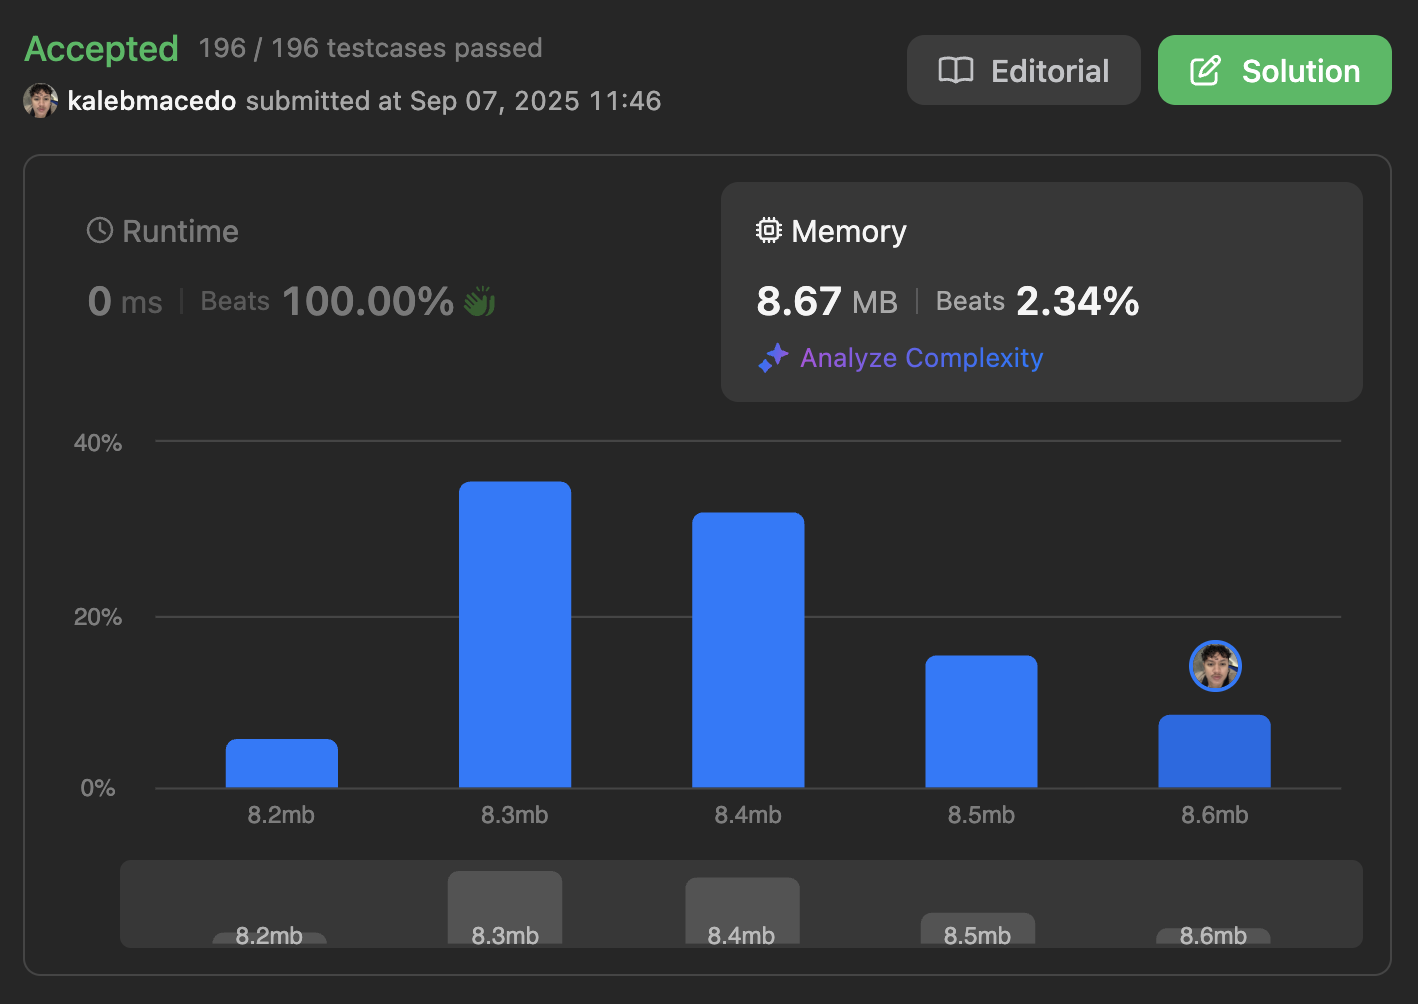 Accepted 196 / 196 testcases passed
kalebmacedo submitted at Sep 07, 2025 11:46
Editorial
Solution
Runtime
0 ms | Beats 100.00%
Memory
8.67 MB | Beats 2.34%
Analyze Complexity
40%
20%
0%
8.2mb 8.3mb 8.4mb 8.5mb 8.6mb
8.2mb 8.3mb 8.4mb 8.5mb 8.6mb